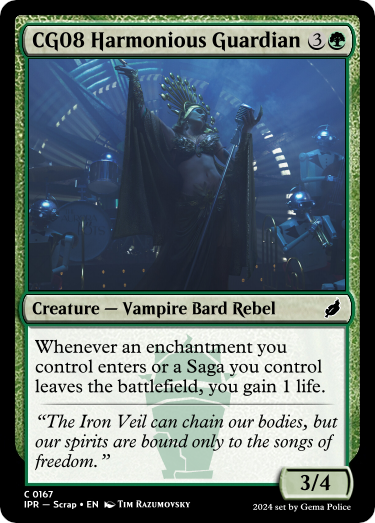 CG08 Harmonious Guardian 3
Creature — Vampire Bard Rebel
Whenever an enchantment you
control enters or a Saga you control
leaves the battlefield, you gain 1 life.
“The Iron Veil can chain our bodies, but
our spirits are bound only to the songs of
freedom.”
3/4
C 0167
IPR — Scrap • EN Tim Razumovsky
2024 set by Gema Police